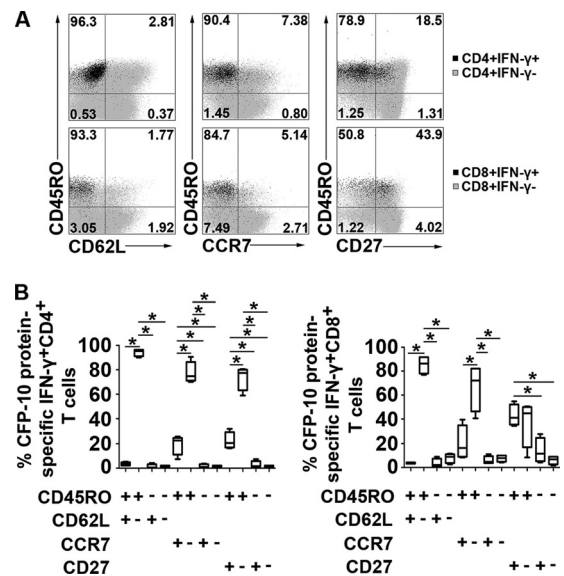 A
96.3 2.81
0.53 0.37
90.4 7.38
1.45 0.80
78.9 18.5
1.25 1.31
CD45RO
CD45RO
CD45RO
CD4+IFN-γ+
CD4+IFN-γ-
93.3 1.77
3.05 1.92
84.7 5.14
7.49 2.71
50.8 43.9
1.22 4.02
CD45RO
CD45RO
CD45RO
CD8+IFN-γ+
CD8+IFN-γ-
CD62L
CCR7
CD27
B
% CFP-10 protein-
specific IFN-γ+CD4+
T cells
100
80
60
40
20
0
* * * * * * * * * * * * *
CD45RO ++ - - ++ - - ++ - -
CD62L + - + -
CCR7 + - + -
CD27 + - + -
% CFP-10 protein-
specific IFN-γ+CD8+
T cells
100
80
60
40
20
0
* * * * * * * *
CD45RO ++ - - ++ - - ++ - -
CD62L + - + -
CCR7 + - + -
CD27 + - + -